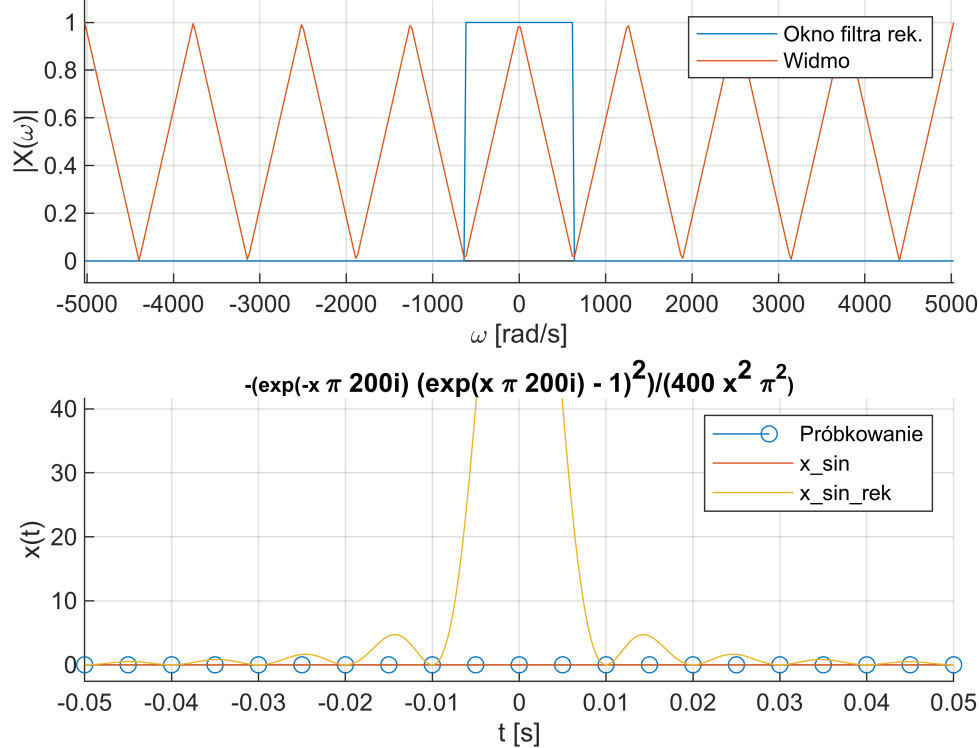 1
0.8
0.6
0.4
0.2
0
|X(ω)|
Okno filtra rek.
Widmo
-5000 -4000 -3000 -2000 -1000 0 1000 2000 3000 4000 5000
ω [rad/s]
-(exp(-x π 200i) (exp(x π 200i) - 1)²)/(400 x² π²)
40
30
20
10
0
x(t)
Próbkowanie
x_sin
x_sin_rek
-0.05 -0.04 -0.03 -0.02 -0.01 0 0.01 0.02 0.03 0.04 0.05
t [s]